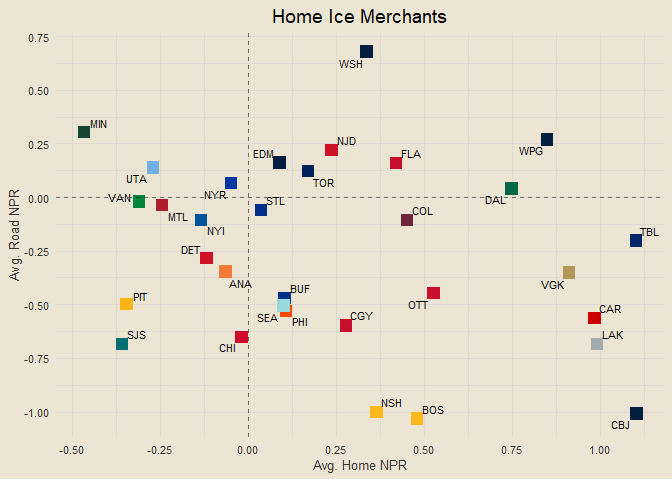 Home Ice Merchants
0.75
WSH
0.50
MIN
NJD
WPG
0.25
EDM
FLA
UTA
TOR
NYR
DAL
VAN
STL
0.00
MTL
COL
NYI
TBL
DET
-0.25
ANA
VGK
PIT
BUF
OTT
-0.50
SEA
PHI
CGY
CAR
SJS
CHI
LAK
-0.75
NSH
BOS
-1.00
CBJ
Avg. Road NPR
-0.50
-0.25
0.00
0.25
0.50
0.75
1.00
Avg. Home NPR